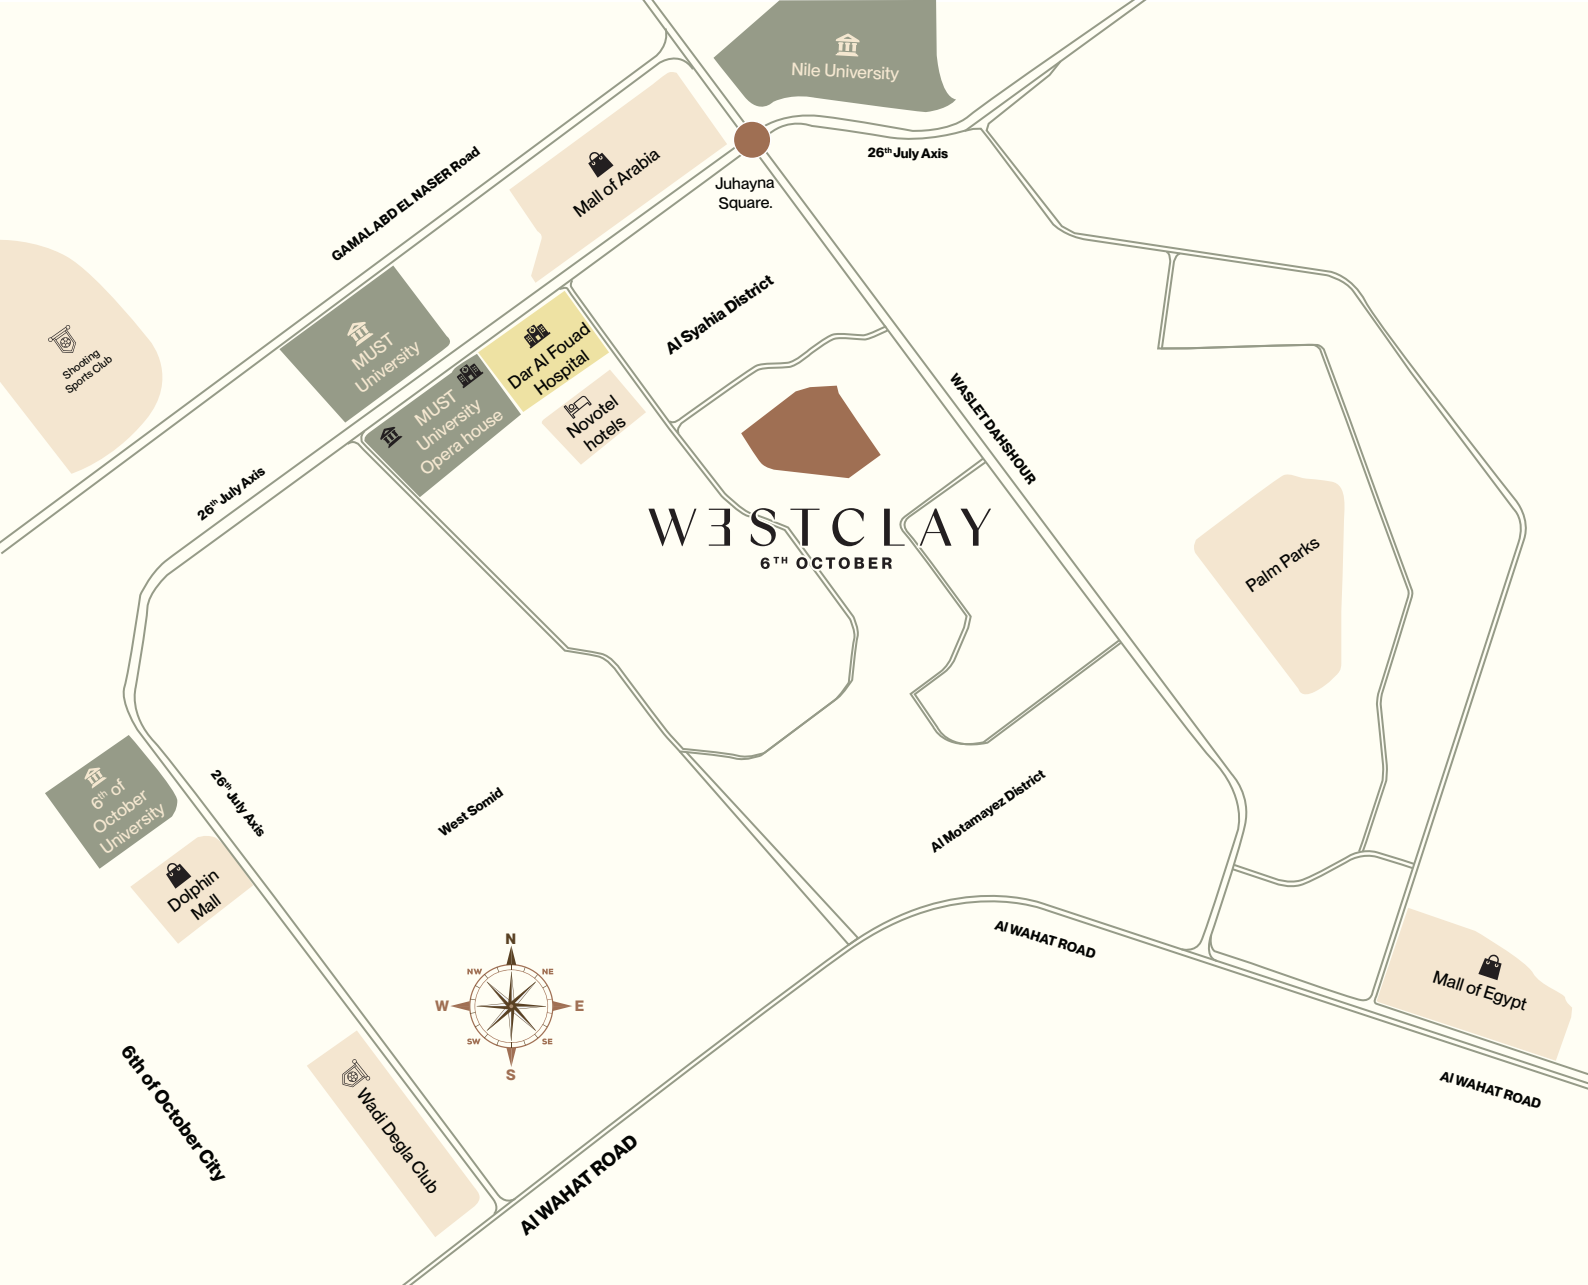 Nile University
26th July Axis
GAMAL ABD EL NASER Road
Mall of Arabia
Juhayna
Square.
Shooting
Sports Club
MUST
University
Al Syahia District
Dar Al Fouad
Hospital
MUST
University
Opera house
Novotel
hotels
WASLET DAHSHOUR
26th July Axis
WESTCLAY
6TH OCTOBER
Palm Parks
6th of
October
University
26th July Axis
West Somid
Al Motamayez District
Dolphin
Mall
Al WAHAT ROAD
N
NW
NE
W
E
SW
SE
S
Mall of Egypt
Al WAHAT ROAD
6th of October City
Wadi Degla Club
Al WAHAT ROAD